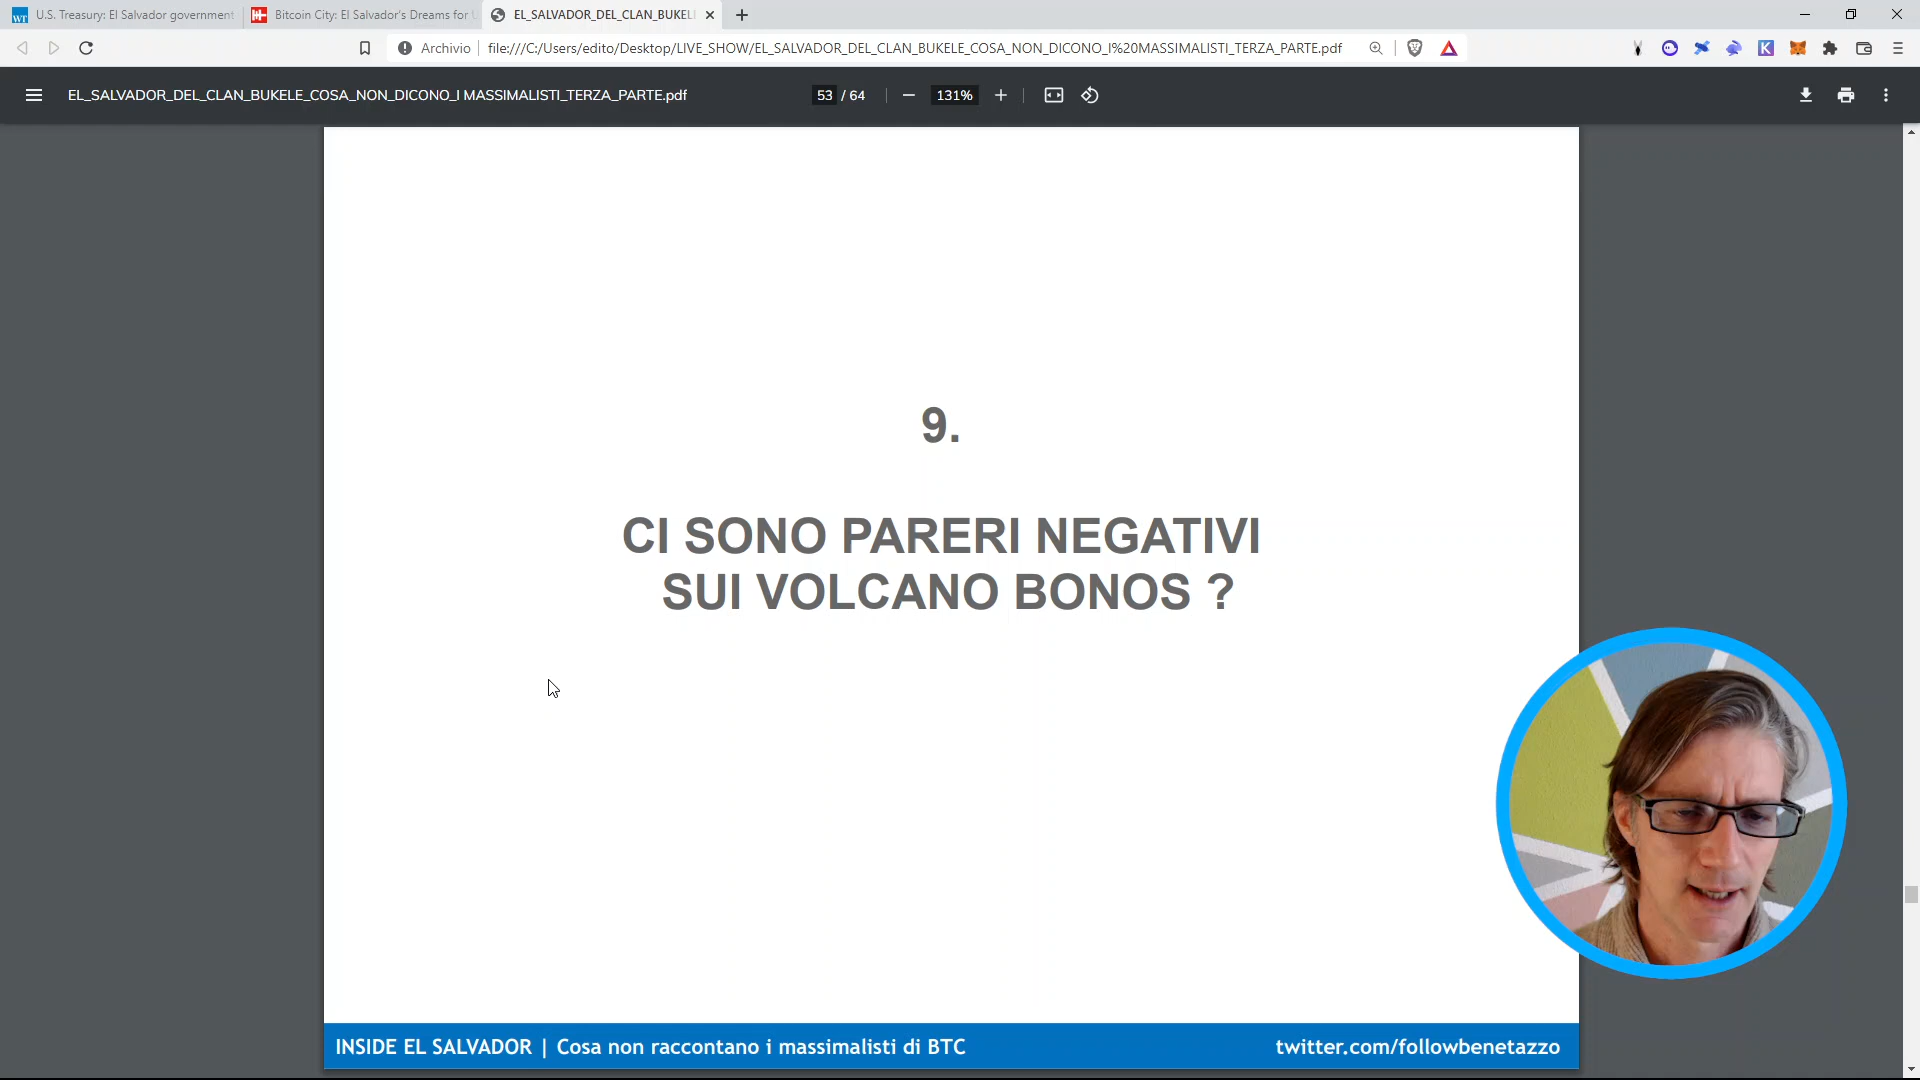 U.S. Treasury: El Salvador government
Bitcoin City: El Salvador's Dreams for
EL_SALVADOR_DEL_CLAN_BUKEL
Archivio
file:///C:/Users/edito/Desktop/LIVE_SHOW/EL_SALVADOR_DEL_CLAN_BUKELE_COSA_NON_DICONO_I%20MASSIMALISTI_TERZA_PARTE.pdf
EL_SALVADOR_DEL_CLAN_BUKELE_COSA_NON_DICONO_I MASSIMALISTI_TERZA_PARTE.pdf
53 / 64
131%
9.
CI SONO PARERI NEGATIVI
SUI VOLCANO BONOS ?
INSIDE EL SALVADOR | Cosa non raccontano i massimalisti di BTC
twitter.com/followbenetazzo